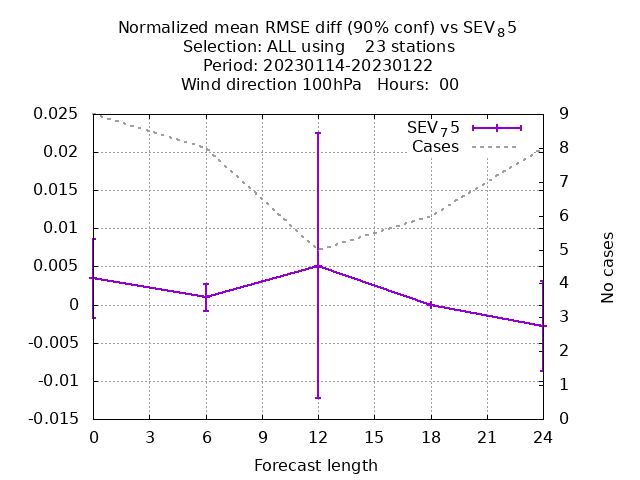 Normalized mean RMSE diff (90% conf) vs SEV₈5
Selection: ALL using    23 stations
Period: 20230114-20230122
Wind direction 100hPa   Hours:  00
SEV₇5
Cases
0.025
0.02
0.015
0.01
0.005
0
-0.005
-0.01
-0.015
9
8
7
6
5
4
3
2
1
0
No cases
0 3 6 9 12 15 18 21 24
Forecast length